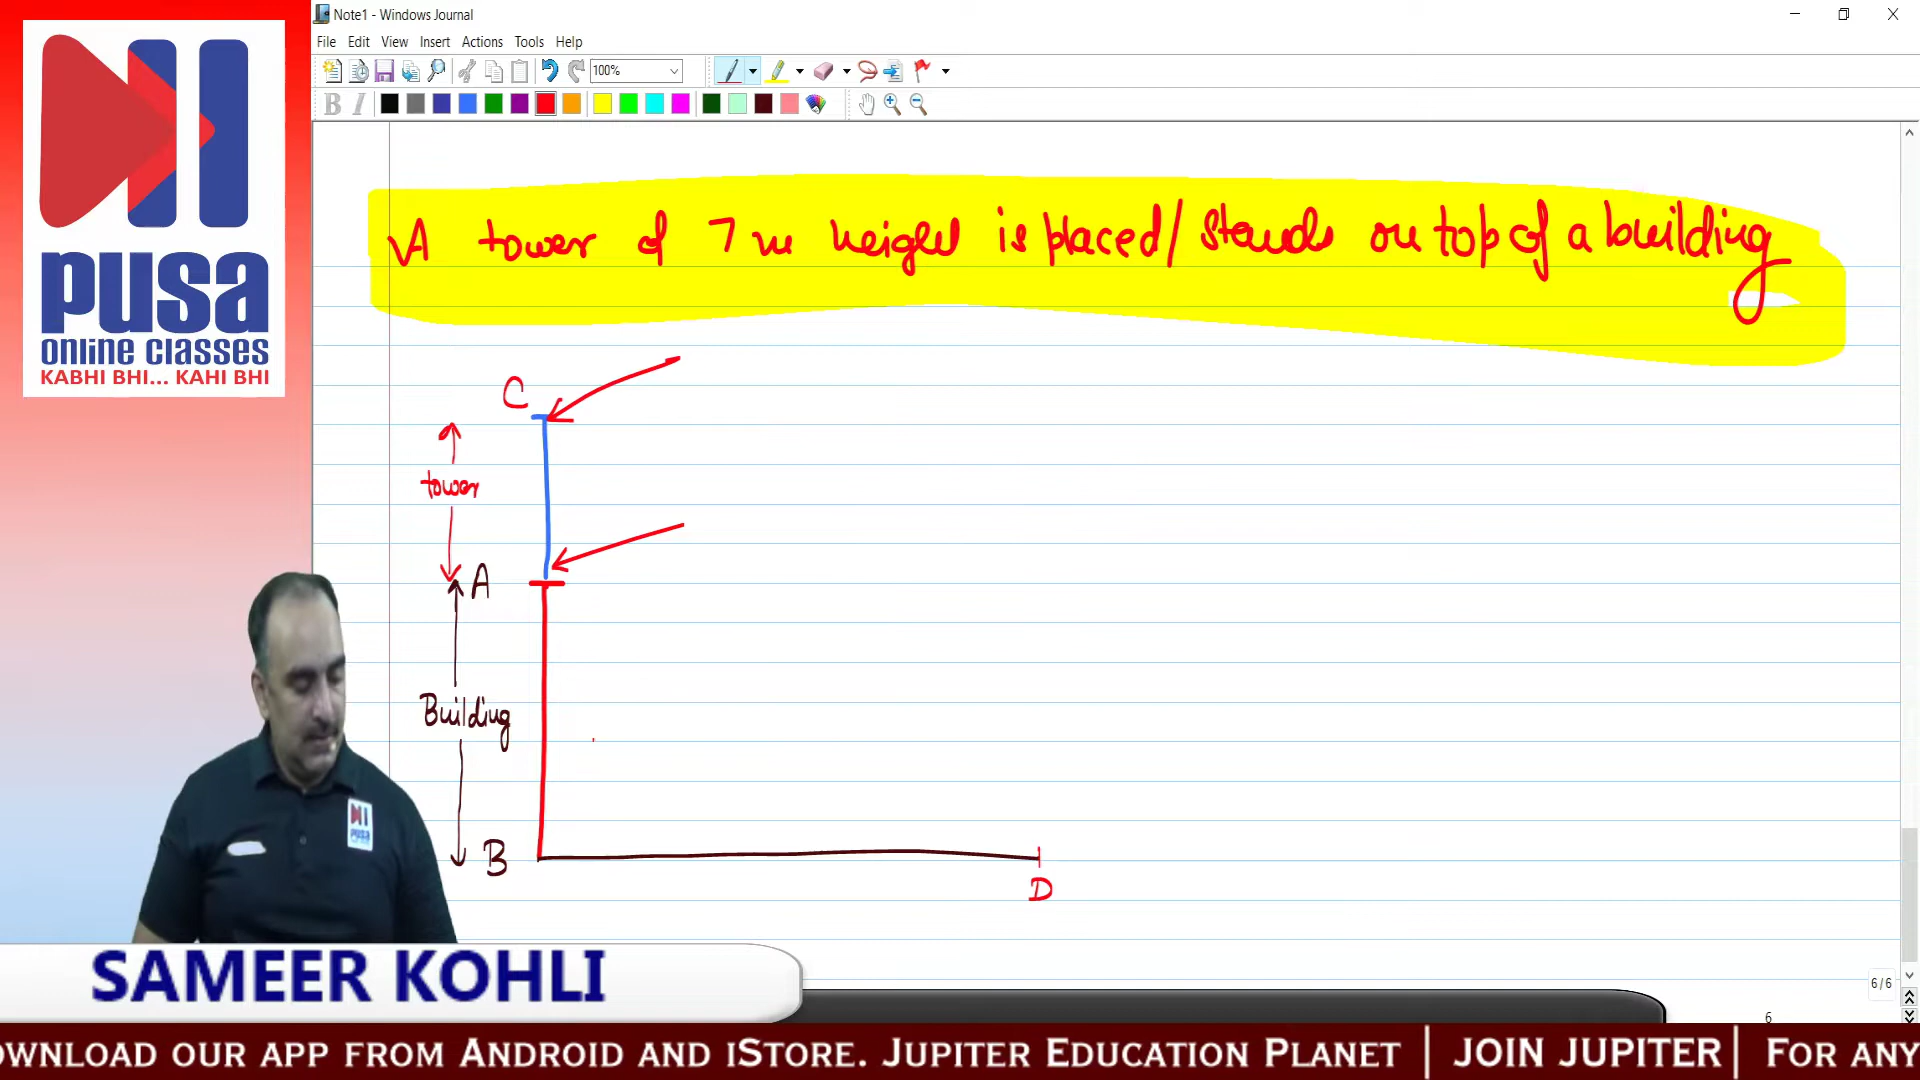 Note1 - Windows Journal
File Edit View Insert Actions Tools Help
100%
B I
PUSA
ONLINE CLASSES
KABHI BHI... KAHI BHI
A tower of 7 m height is placed/ stands on top of a building
C
tower
A
Building
B
D
PUSA
6/6
6
SAMEER KOHLI
OWNLOAD OUR APP FROM ANDROID AND ISTORE. JUPITER EDUCATION PLANET | JOIN JUPITER | FOR ANY